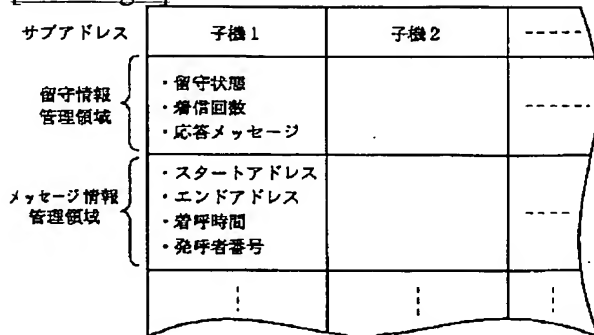 サブアドレス 子機1 子機2
留守情報
管理領域
・留守状態
・着信回数
・応答メッセージ
メッセージ情報
管理領域
・スタートアドレス
・エンドアドレス
・着呼時間
・発呼者番号